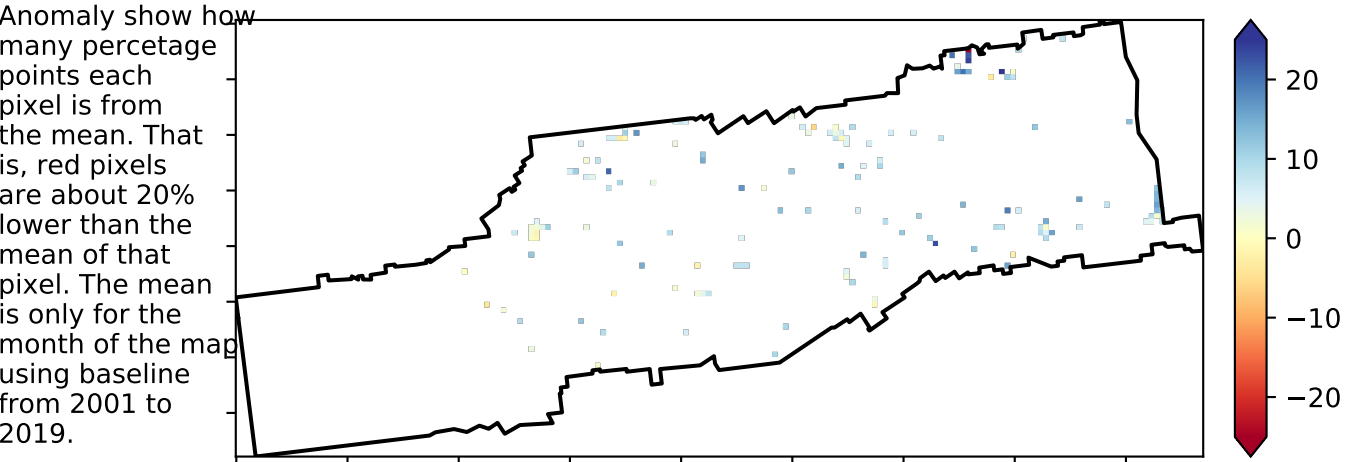 Anomaly show how
many percetage
points each
pixel is from
the mean. That
is, red pixels
are about 20%
lower than the
mean of that
pixel. The mean
is only for the
month of the map
using baseline
from 2001 to
2019.
20
10
0
−10
−20